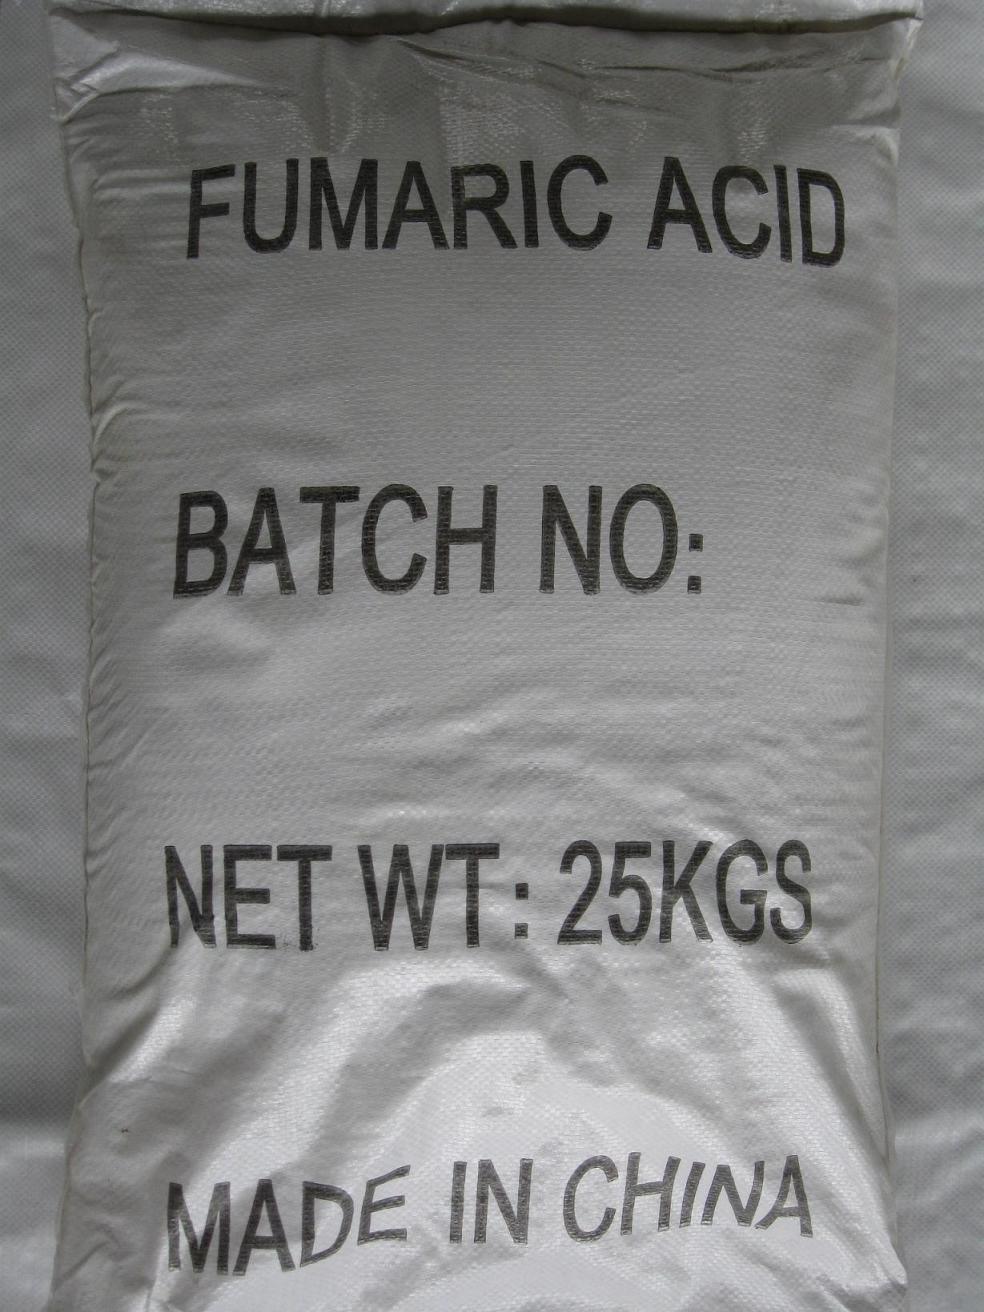 FUMARIC ACID
BATCH NO:
NET WT: 25KGS
MADE IN CHINA